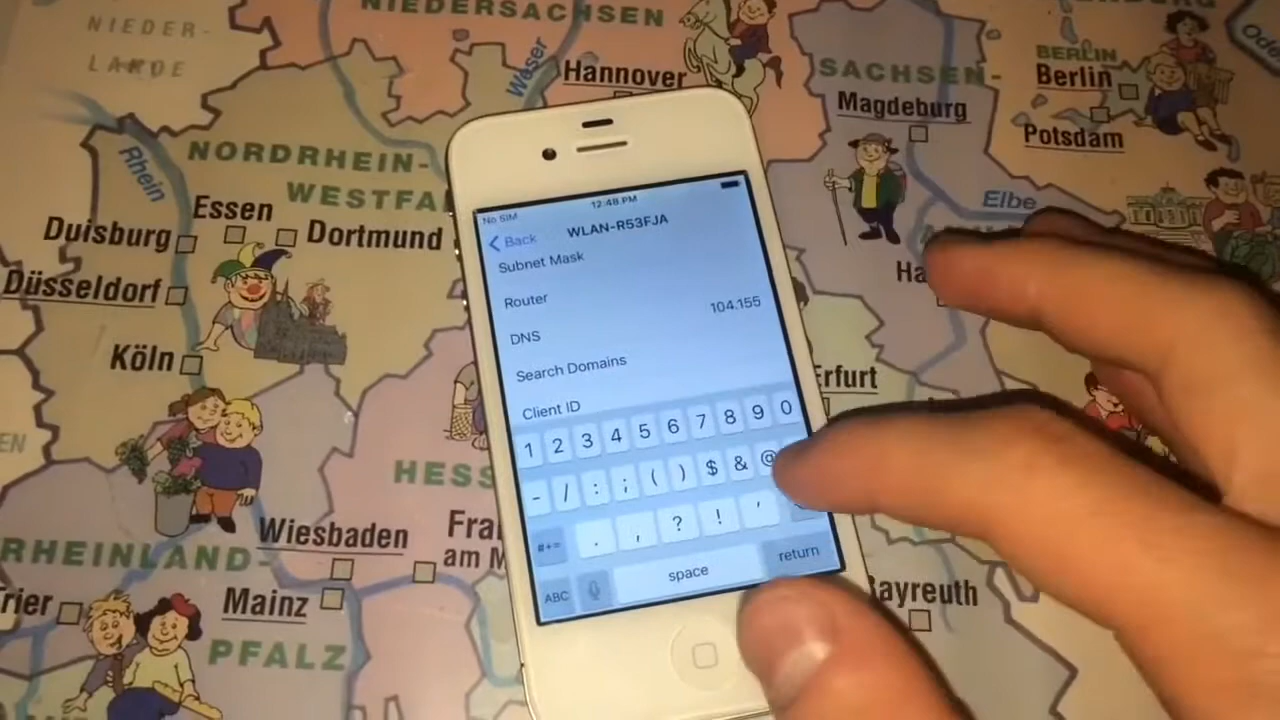 NIEDERSACHSEN
NIEDER-
LANDE
Weser
Hannover
SACHSEN-
BERLIN
Berlin
Magdeburg
Potsdam
Rhein
NORDRHEIN-
WESTFA
Elbe
Essen
Duisburg
Dortmund
Düsseldorf
Köln
Ha
Erfurt
HESS
Wiesbaden
Fra
am M
RHEINLAND-
PFALZ
rier
Mainz
ayreuth
EN
No SIM
12:48 PM
Back
WLAN-R53FJA
Subnet Mask
Router
DNS 104.155
Search Domains
Client ID
1 2 3 4 5 6 7 8 9 0
- / : ; ( ) $ & @
#+= . , ? ! '
ABC space return